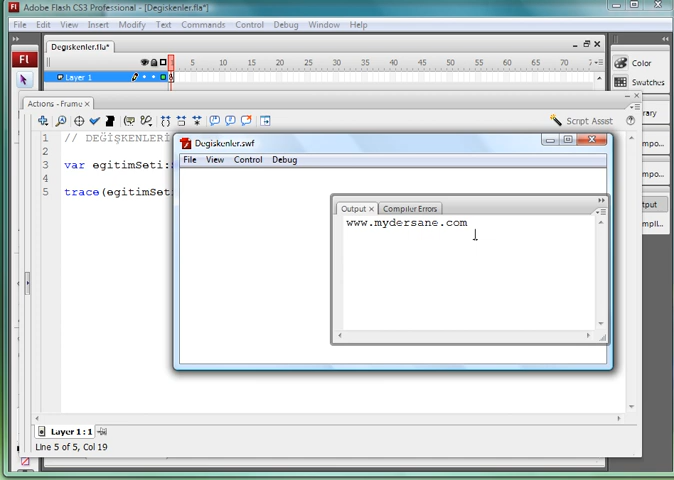 Adobe Flash CS3 Professional - [Degiskenler.fla*]
File Edit View Insert Modify Text Commands Control Debug Window Help
Degiskenler.fla*
5 10 15 20 25 30 35 40 45 50 55 60 65 70
Layer 1
Color
Swatches
Actions - Frame
Script Assist
1 // DEĞİŞKENLERİ
2
3 var egitimSeti:
4
5 trace(egitimSeti
Degiskenler.swf
File View Control Debug
Output Compiler Errors
www.mydersane.com
Layer 1 : 1
Line 5 of 5, Col 19